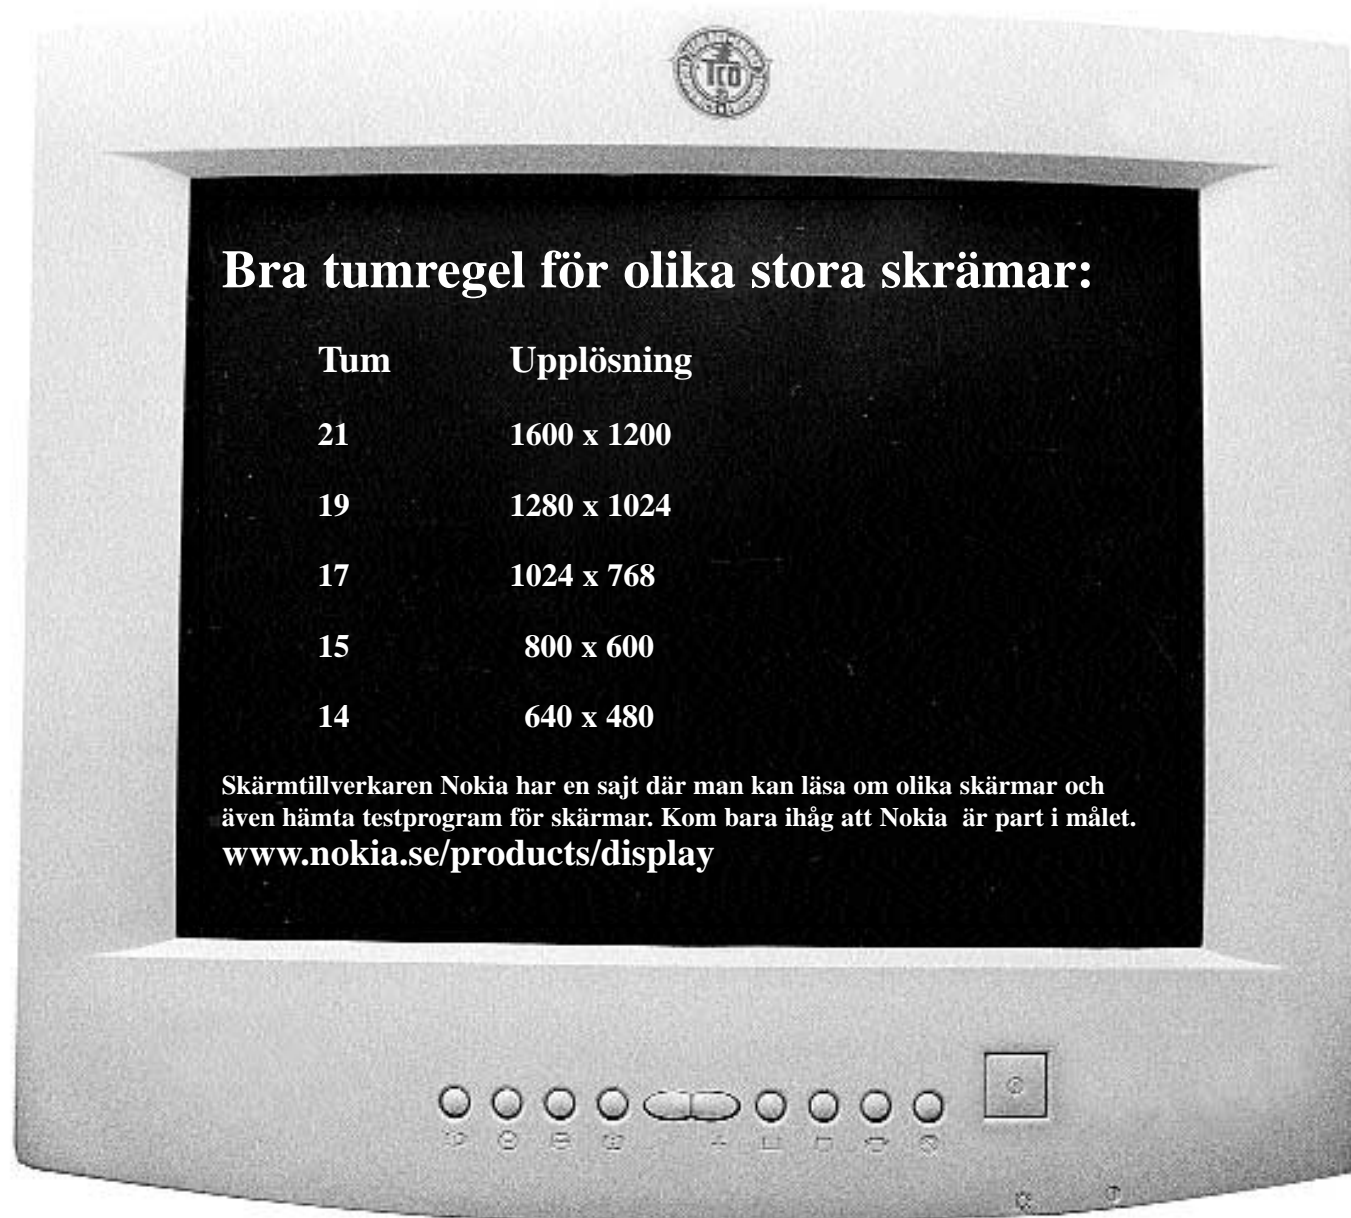 TCO
Bra tumregel för olika stora skrämar:
Tum Upplösning
21 1600 x 1200
19 1280 x 1024
17 1024 x 768
15 800 x 600
14 640 x 480
Skärmtillverkaren Nokia har en sajt där man kan läsa om olika skärmar och
även hämta testprogram för skärmar. Kom bara ihåg att Nokia är part i målet.
www.nokia.se/products/display